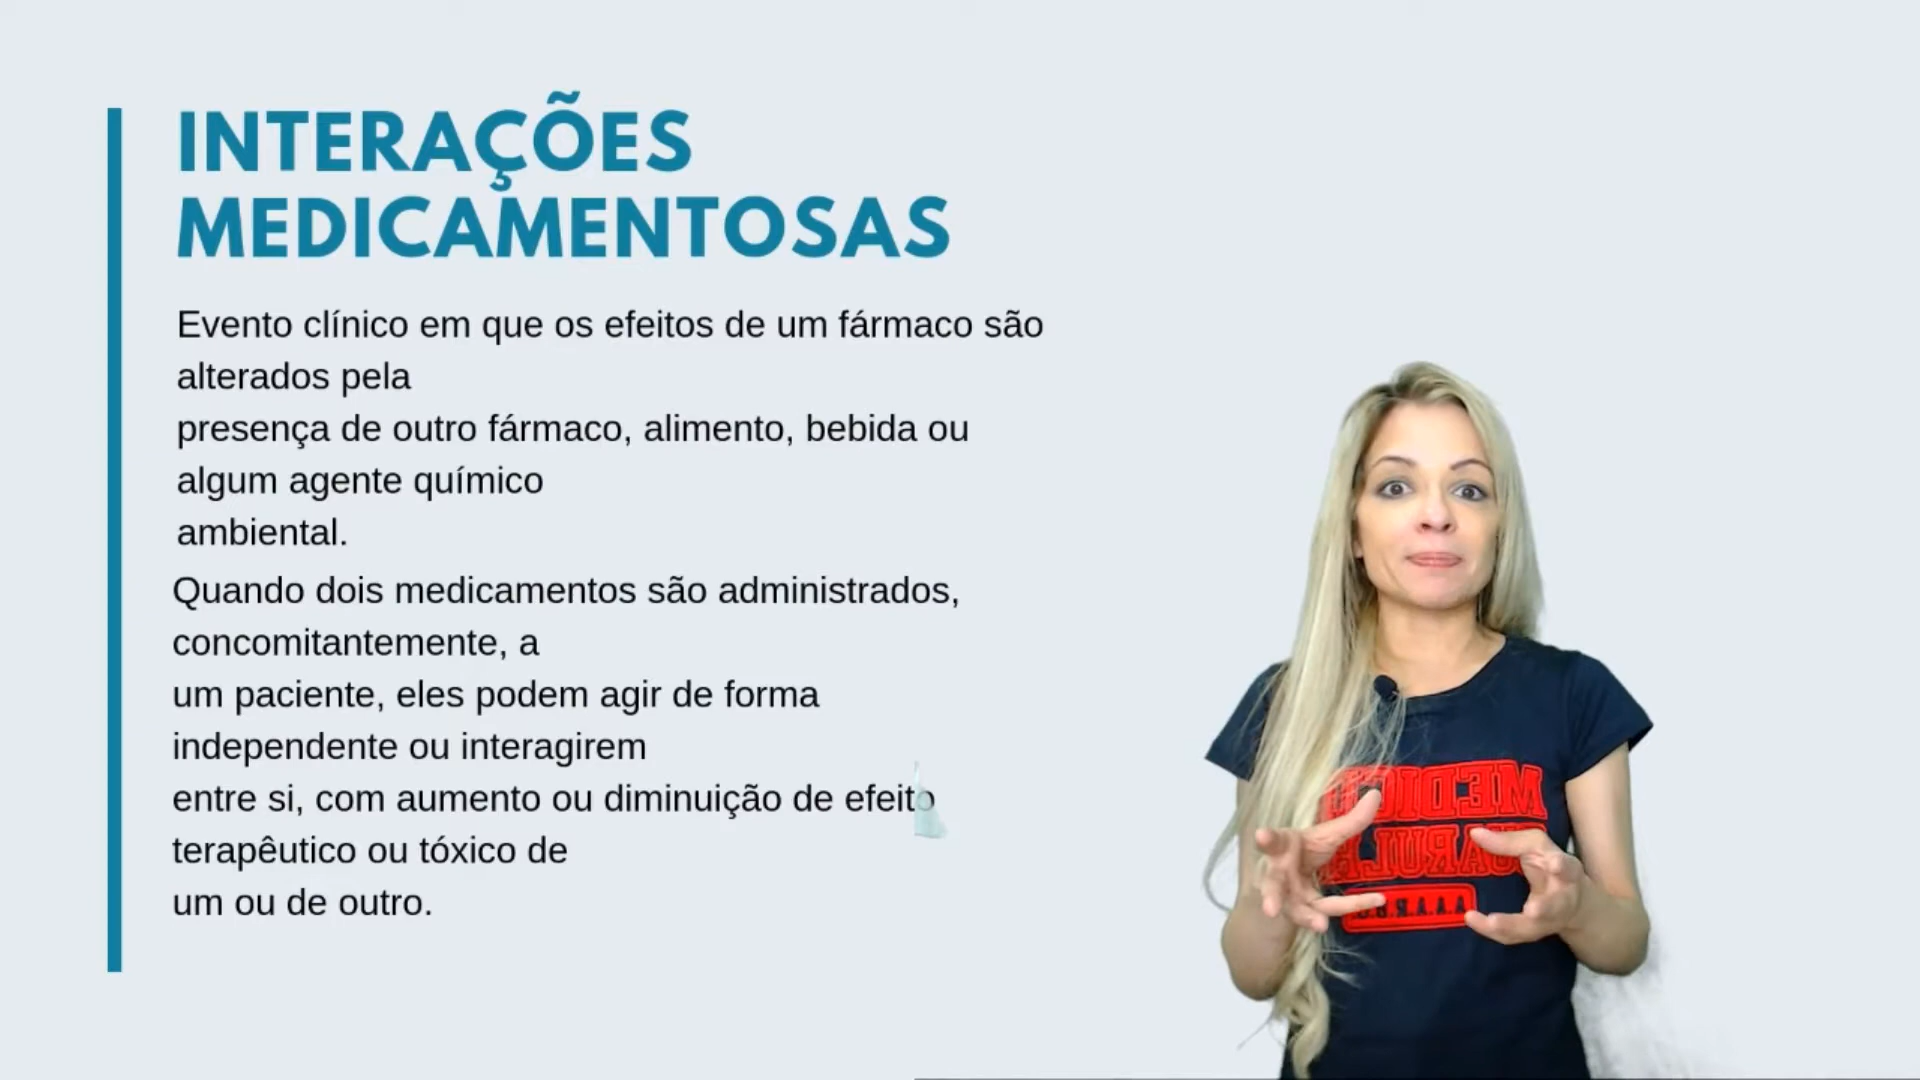 INTERAÇÕES
MEDICAMENTOSAS
Evento clínico em que os efeitos de um fármaco são
alterados pela
presença de outro fármaco, alimento, bebida ou
algum agente químico
ambiental.
Quando dois medicamentos são administrados,
concomitantemente, a
um paciente, eles podem agir de forma
independente ou interagirem
entre si, com aumento ou diminuição de efeito
terapêutico ou tóxico de
um ou de outro.